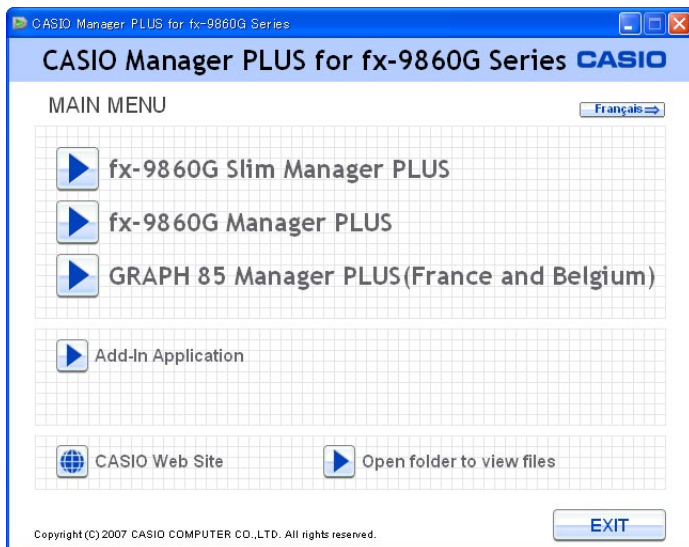 CASIO Manager PLUS for fx-9860G Series
CASIO Manager PLUS for fx-9860G Series CASIO
MAIN MENU
Français
fx-9860G Slim Manager PLUS
fx-9860G Manager PLUS
GRAPH 85 Manager PLUS(France and Belgium)
Add-In Application
CASIO Web Site
Open folder to view files
EXIT
Copyright (C) 2007 CASIO COMPUTER CO.,LTD. All rights reserved.